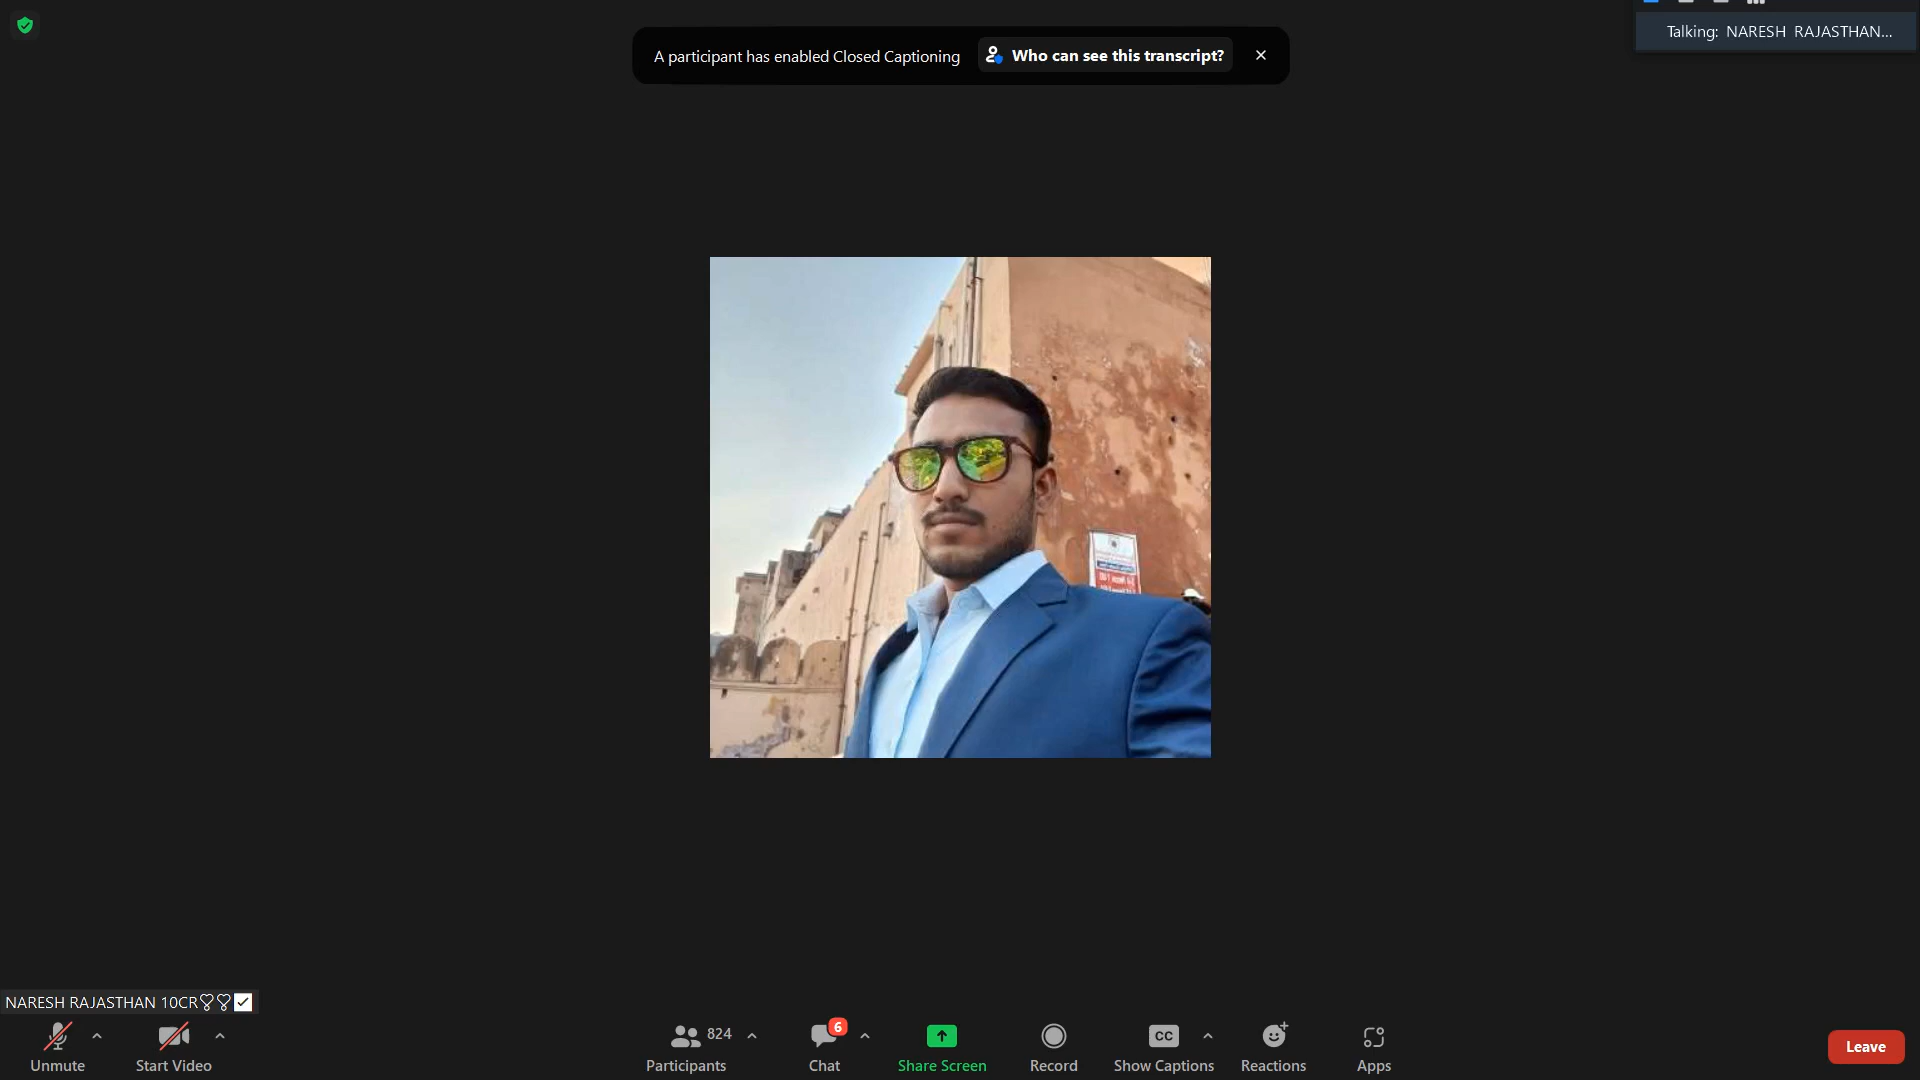 A participant has enabled Closed Captioning
Who can see this transcript?
Talking: NARESH RAJASTHAN...
NARESH RAJASTHAN 10CR
Unmute
Start Video
824
Participants
6
Chat
Share Screen
Record
CC
Show Captions
Reactions
Apps
Leave